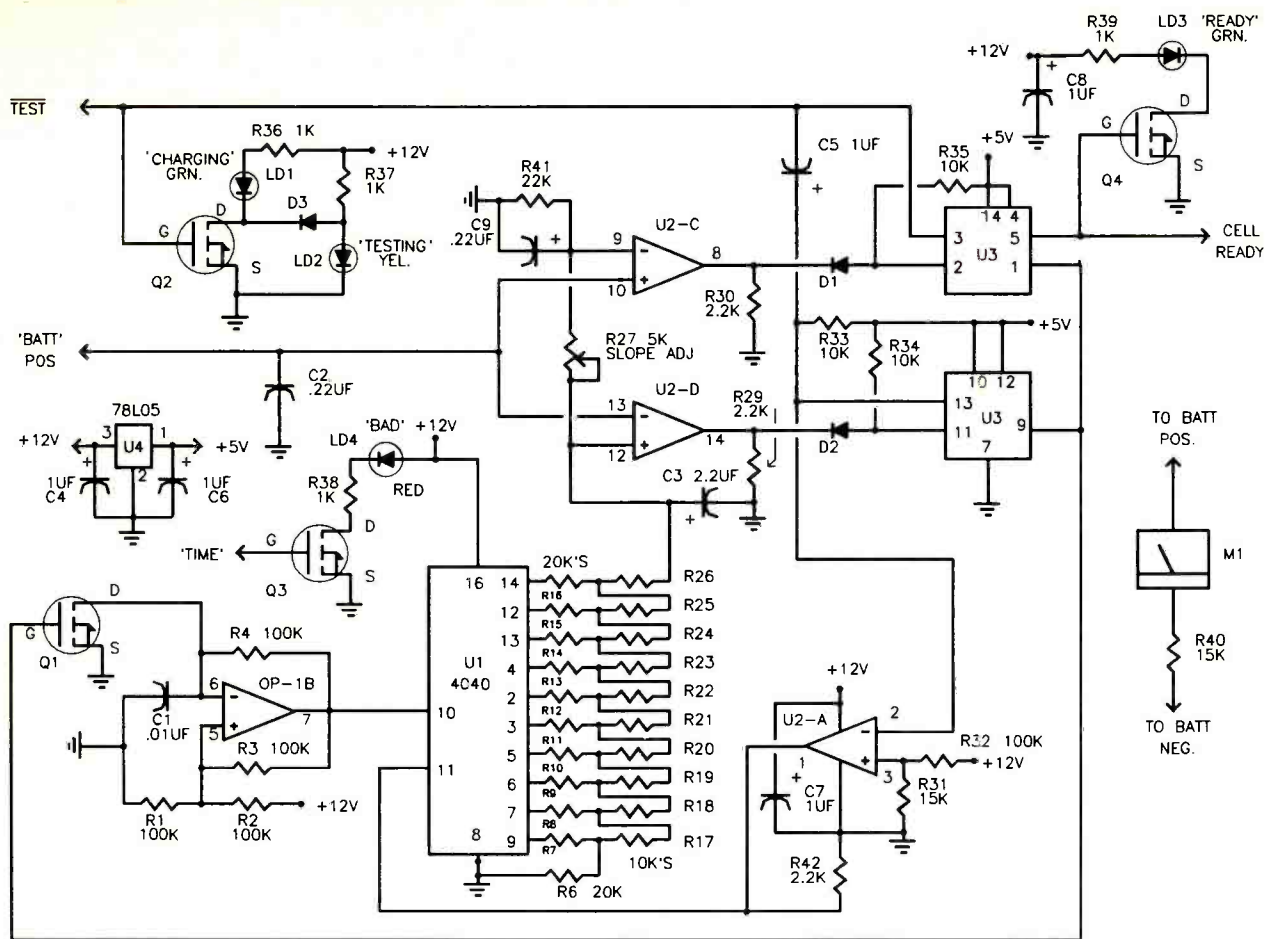 R39
1K
LD3 'READY'
GRN.
+12V
C8
1UF
D
G
S
Q4
TEST
R36 1K
+12V
'CHARGING'
GRN.
LD1
R37
1K
D3
D
G
S
Q2
LD2
'TESTING'
YEL.
R41
22K
C9
.22UF
U2-C
9
8
10
C5 1UF
+5V
R35
10K
14 4
3
5
U3
2
1
CELL
READY
D1
R30
2.2K
'BATT'
POS
R27 5K
SLOPE ADJ
R33
10K
R34
10K
+5V
C2
.22UF
U2-D
13
14
12
R29
2.2K
D2
10 12
13
U3
11
9
7
78L05
+12V
3
U4
1
+5V
2
1UF
C4
1UF
C6
'BAD'
LD4
+12V
RED
R38
1K
C3 2.2UF
D
'TIME'
G
S
Q3
TO BATT
POS.
M1
R40
15K
TO BATT
NEG.
16
20K'S
14
R26
R16
R25
12
R15
R24
13
R14
R23
4
R13
R22
2
R12
R21
3
R11
R20
5
R10
R19
6
R9
R18
7
R8
R17
9
R7
U1
4040
10
11
8
R6 20K
10K'S
D
G
S
Q1
R4 100K
OP-1B
6
7
5
C1
.01UF
R3 100K
R1
100K
R2
100K
+12V
+12V
U2-A
2
1
3
R32 100K
+12V
R31
15K
C7
1UF
R42
2.2K